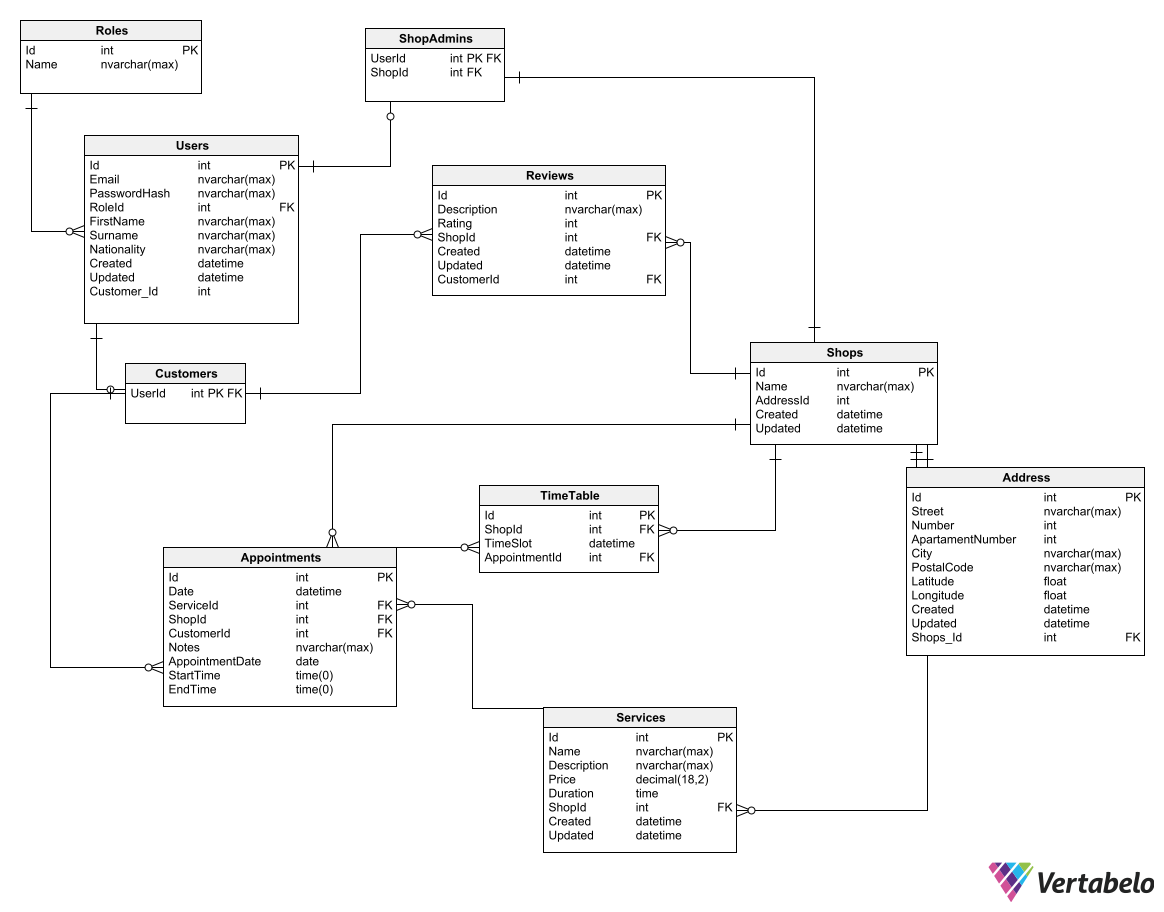 Roles
Id int PK
Name nvarchar(max)
ShopAdmins
UserId int PK FK
ShopId int FK
Users
Id int PK
Email nvarchar(max)
PasswordHash nvarchar(max)
RoleId int FK
FirstName nvarchar(max)
Surname nvarchar(max)
Nationality nvarchar(max)
Created datetime
Updated datetime
Customer_Id int
Reviews
Id int PK
Description nvarchar(max)
Rating int
ShopId int FK
Created datetime
Updated datetime
CustomerId int FK
Customers
UserId int PK FK
Shops
Id int PK
Name nvarchar(max)
AddressId int
Created datetime
Updated datetime
Address
Id int PK
Street nvarchar(max)
Number int
ApartamentNumber int
City nvarchar(max)
PostalCode nvarchar(max)
Latitude float
Longitude float
Created datetime
Updated datetime
Shops_Id int FK
TimeTable
Id int PK
ShopId int FK
TimeSlot datetime
AppointmentId int FK
Appointments
Id int PK
Date datetime
ServiceId int FK
ShopId int FK
CustomerId int FK
Notes nvarchar(max)
AppointmentDate date
StartTime time(0)
EndTime time(0)
Services
Id int PK
Name nvarchar(max)
Description nvarchar(max)
Price decimal(18,2)
Duration time
ShopId int FK
Created datetime
Updated datetime
Vertabelo